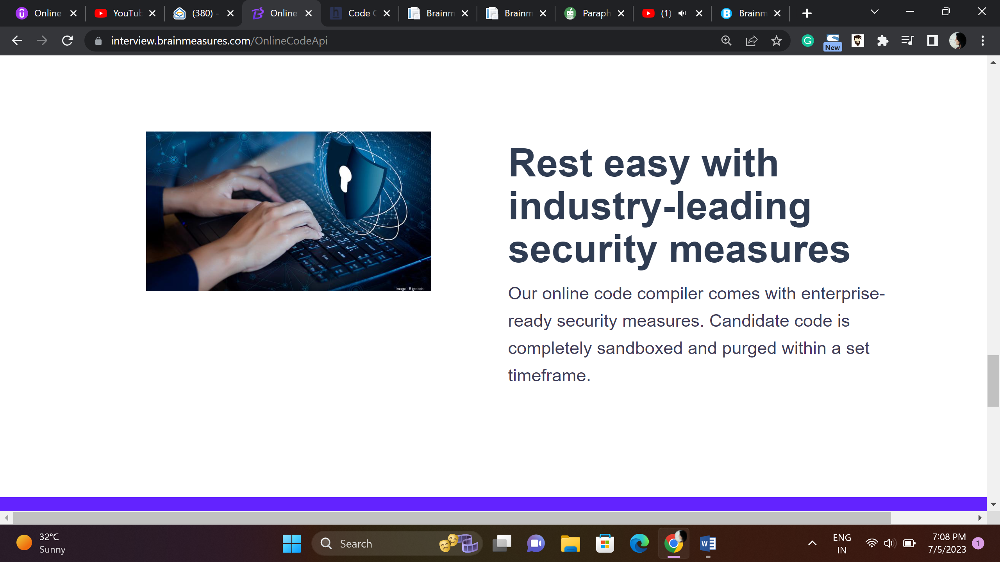 Online
YouTub
(380) -
Online
Code C
Brainm
Brainm
Paraph
(1)
Brainm
interview.brainmeasures.com/OnlineCodeApi
New
Rest easy with
industry-leading
security measures
Our online code compiler comes with enterprise-
ready security measures. Candidate code is
completely sandboxed and purged within a set
timeframe.
Image: Bigstock
32°C
Sunny
Search
ENG
IN
7:08 PM
7/5/2023
1